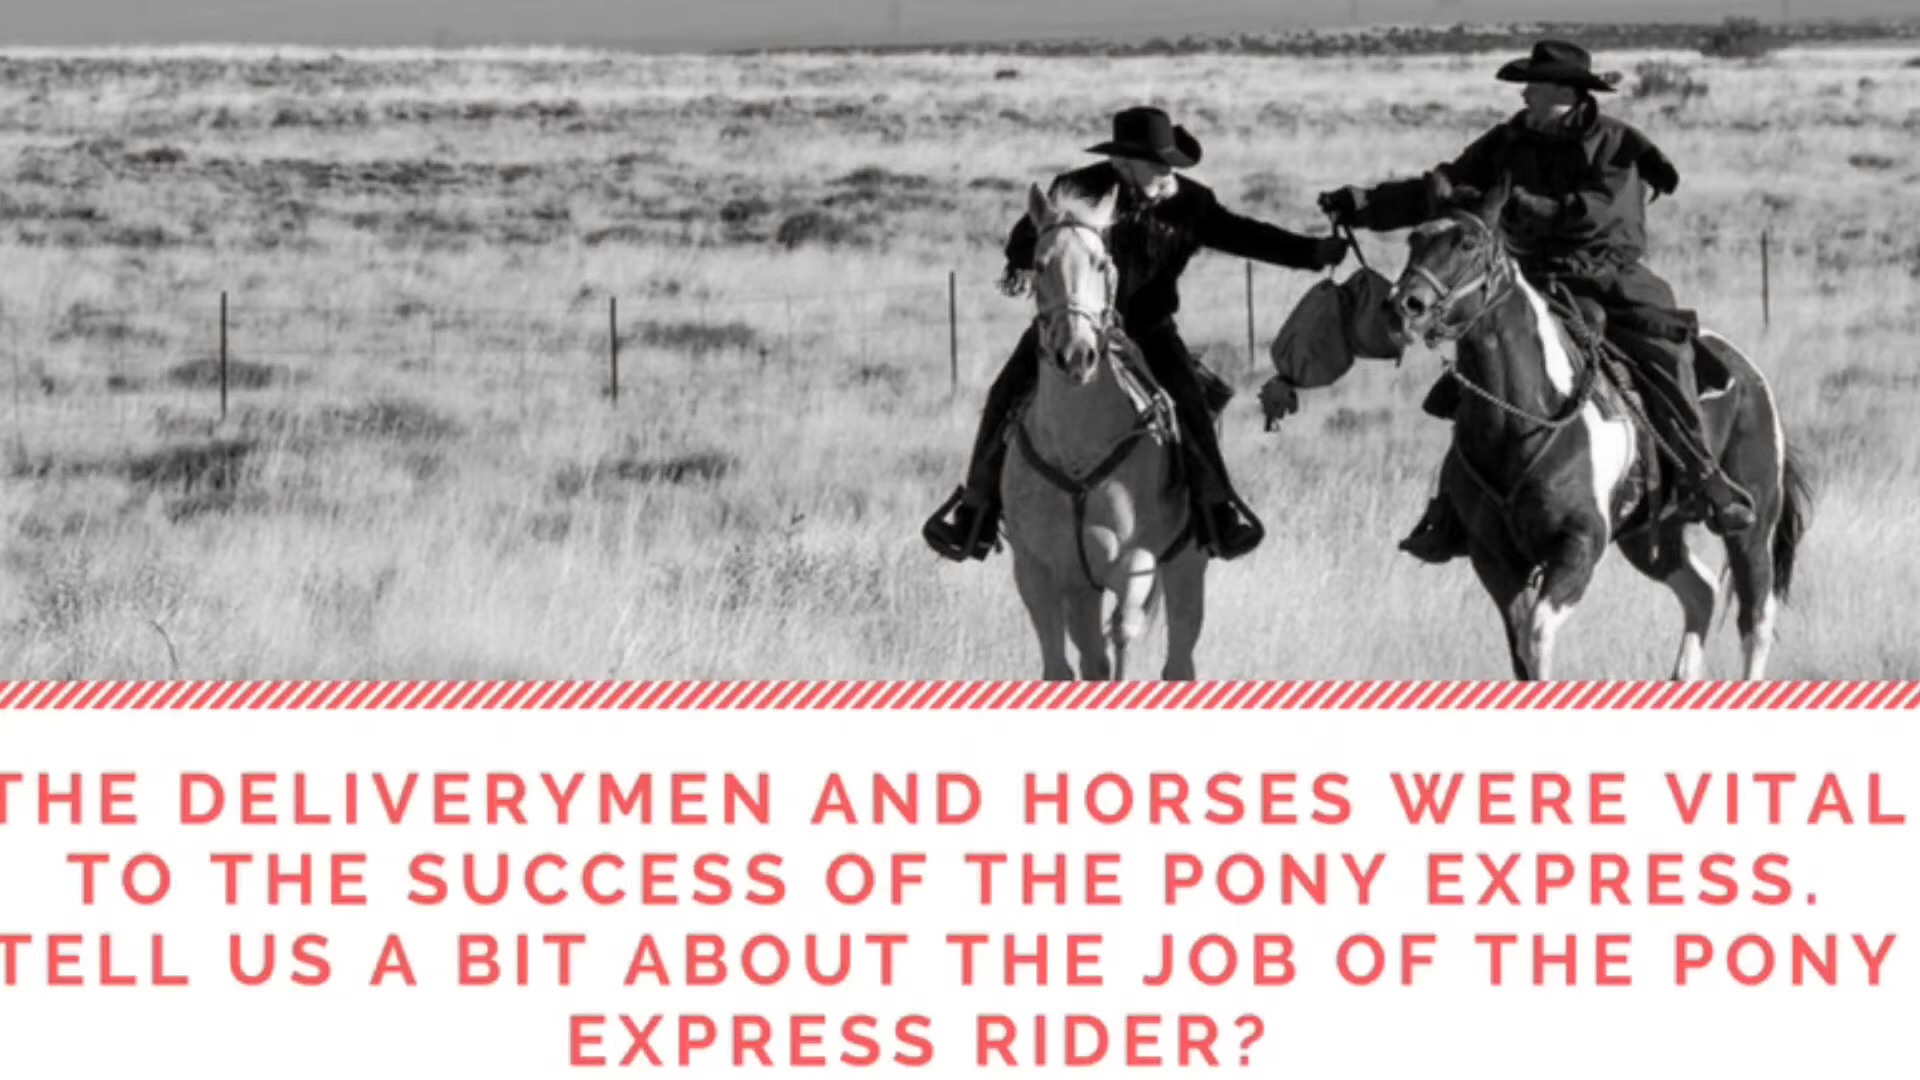 THE DELIVERYMEN AND HORSES WERE VITAL
TO THE SUCCESS OF THE PONY EXPRESS.
TELL US A BIT ABOUT THE JOB OF THE PONY
EXPRESS RIDER?